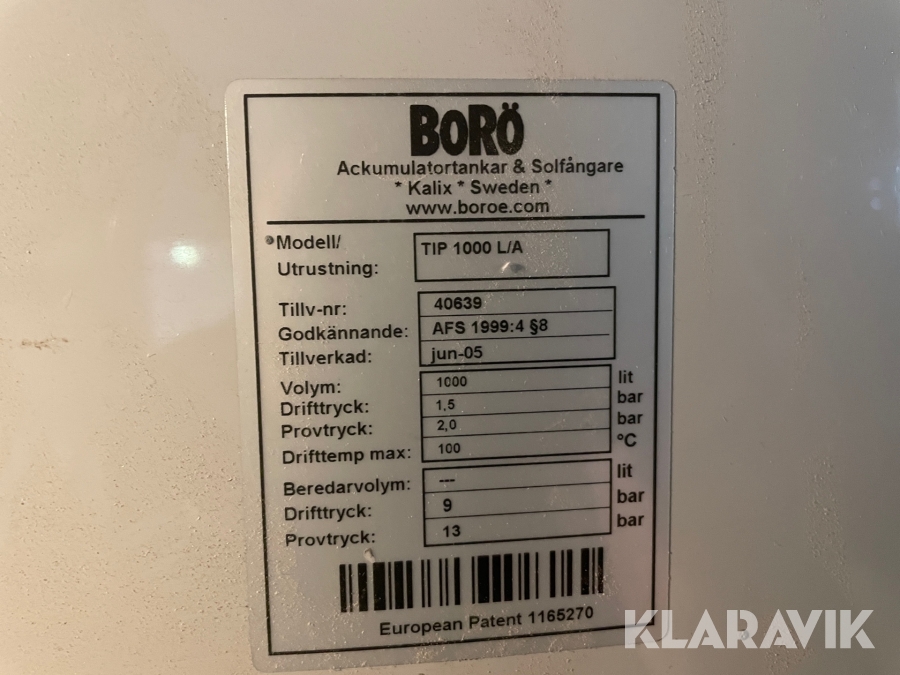 BORÖ
Ackumulatortankar & Solfångare
* Kalix * Sweden *
www.boroe.com
Modell/ TIP 1000 L/A
Utrustning:
Tillv-nr: 40639
Godkännande: AFS 1999:4 §8
Tillverkad: jun-05
Volym: 1000 lit
Drifttryck: 1,5 bar
Provtryck: 2,0 bar
Drifttemp max: 100 °C
Beredarvolym: --- lit
Drifttryck: 9 bar
Provtryck: 13 bar
European Patent 1165270
KLARAVIK